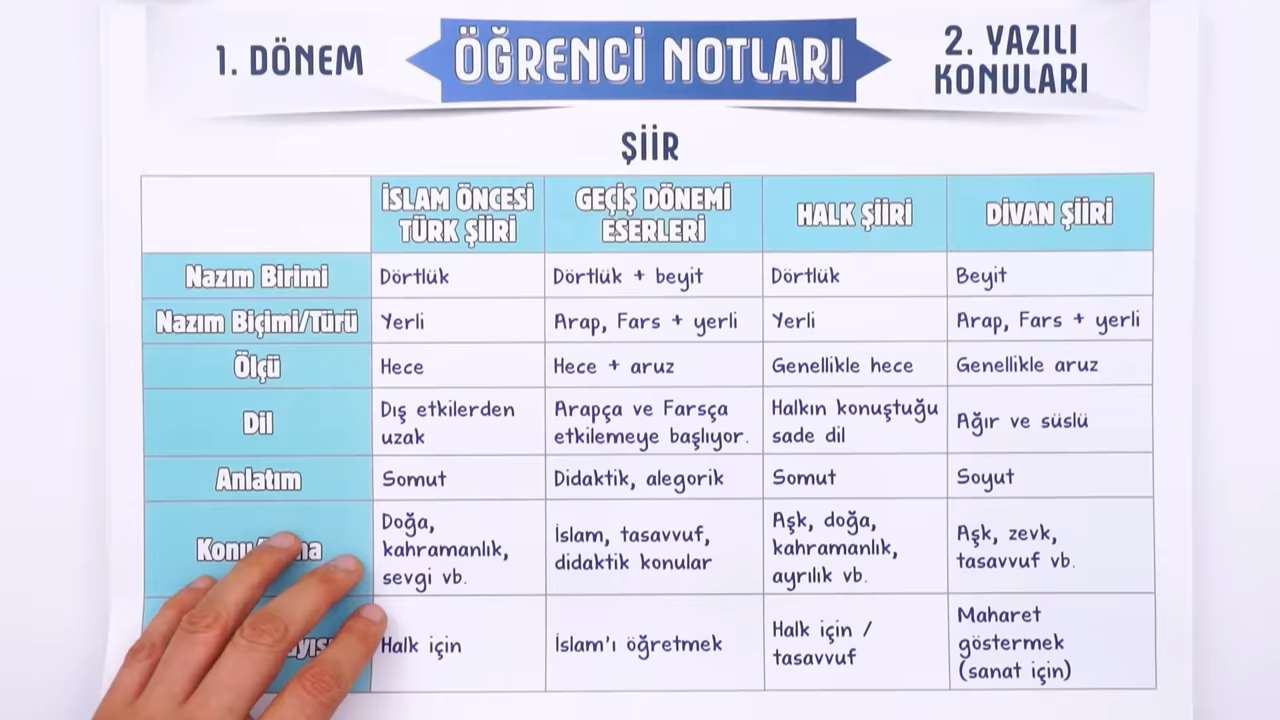 1. DÖNEM
ÖĞRENCİ NOTLARI
2. YAZILI
KONULARI
ŞİİR
İSLAM ÖNCESİ
TÜRK ŞİİRİ
GEÇİŞ DÖNEMİ
ESERLERİ
HALK ŞİİRİ
DİVAN ŞİİRİ
Nazım Birimi
Dörtlük
Dörtlük + beyit
Dörtlük
Beyit
Nazım Biçimi/Türü
Yerli
Arap, Fars + yerli
Yerli
Arap, Fars + yerli
Ölçü
Hece
Hece + aruz
Genellikle hece
Genellikle aruz
Dil
Dış etkilerden
uzak
Arapça ve Farsça
etkilemeye başlıyor.
Halkın konuştuğu
sade dil
Ağır ve süslü
Anlatım
Somut
Didaktik, alegorik
Somut
Soyut
Doğa,
kahramanlık,
sevgi vb.
İslam, tasavvuf,
didaktik konular
Aşk, doğa,
kahramanlık,
ayrılık vb.
Aşk, zevk,
tasavvuf vb.
Halk için
İslam'ı öğretmek
Halk için /
tasavvuf
Maharet
göstermek
(sanat için)